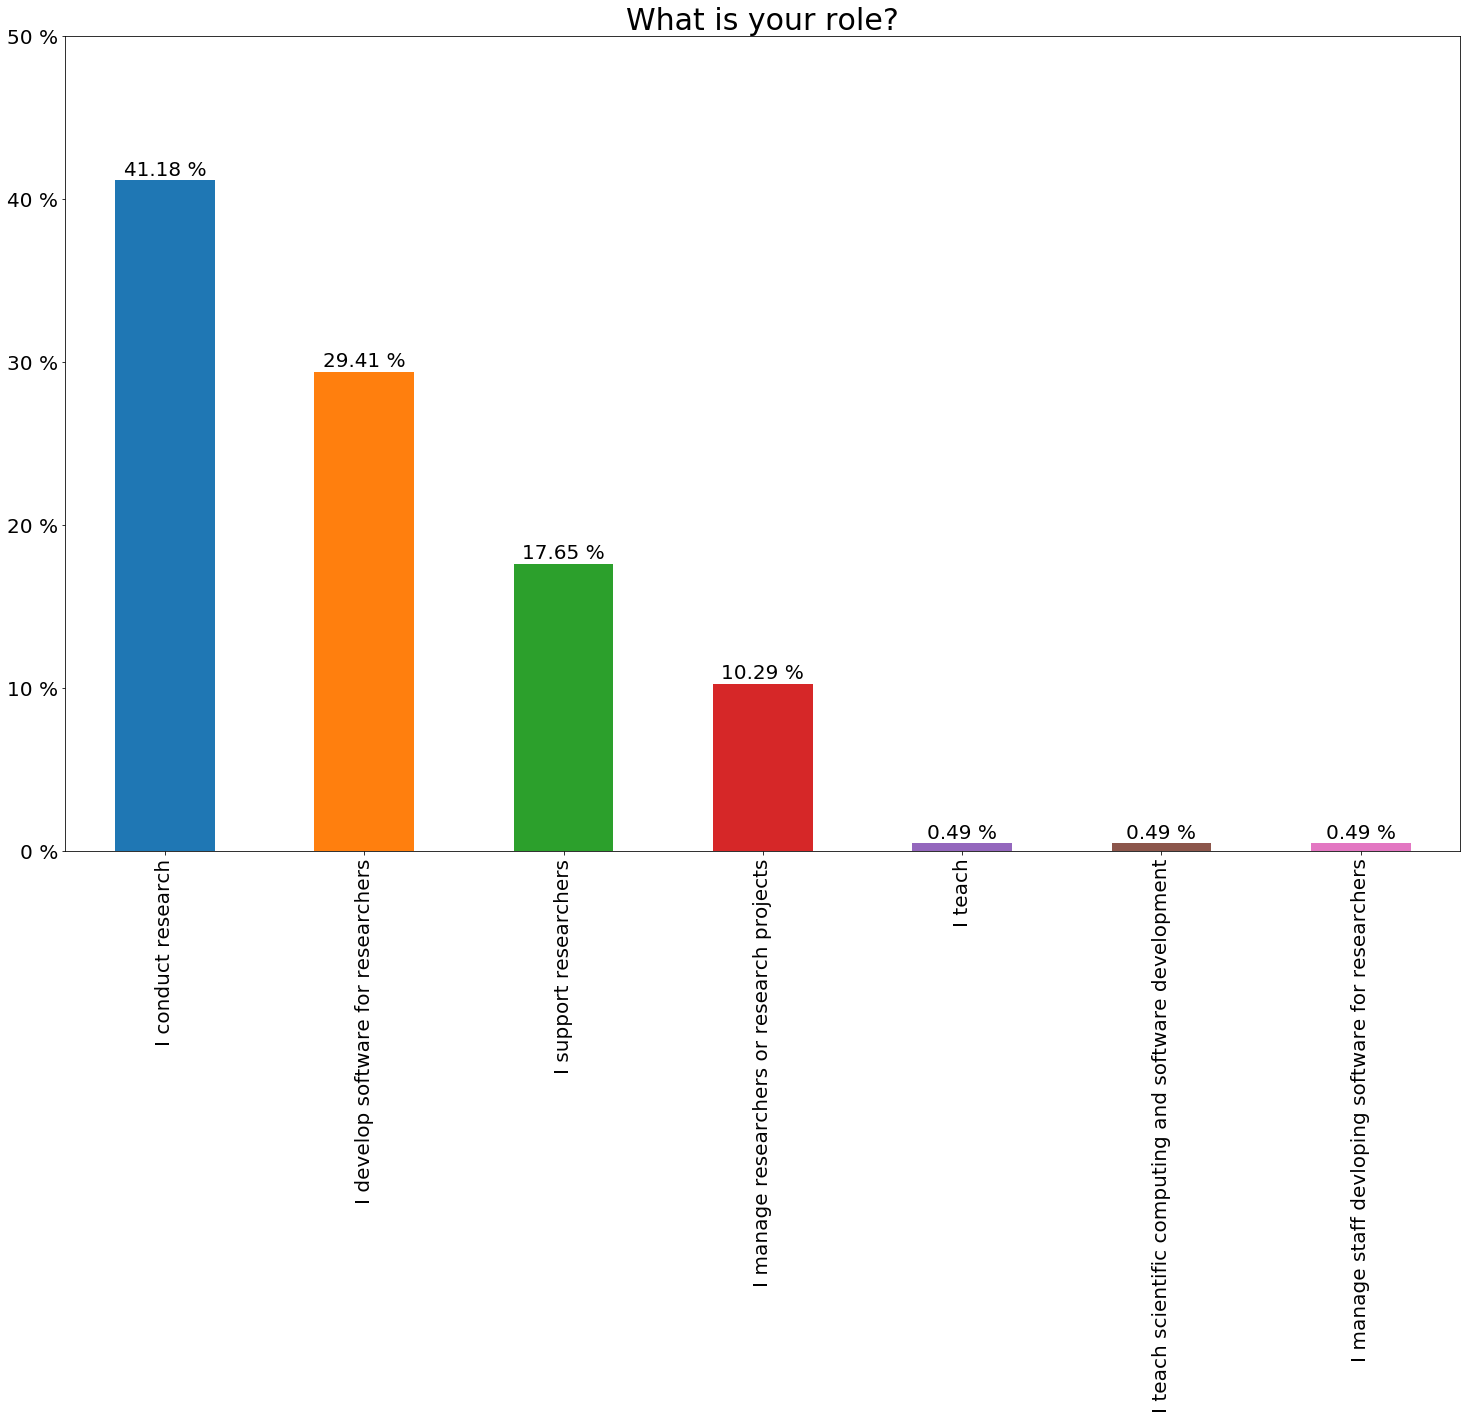 What is your role?
50 %
40 %
30 %
20 %
10 %
0 %
41.18 %
29.41 %
17.65 %
10.29 %
0.49 %
0.49 %
0.49 %
I conduct research
I develop software for researchers
I support researchers
I manage researchers or research projects
I teach
I teach scientific computing and software development
I manage staff devloping software for researchers